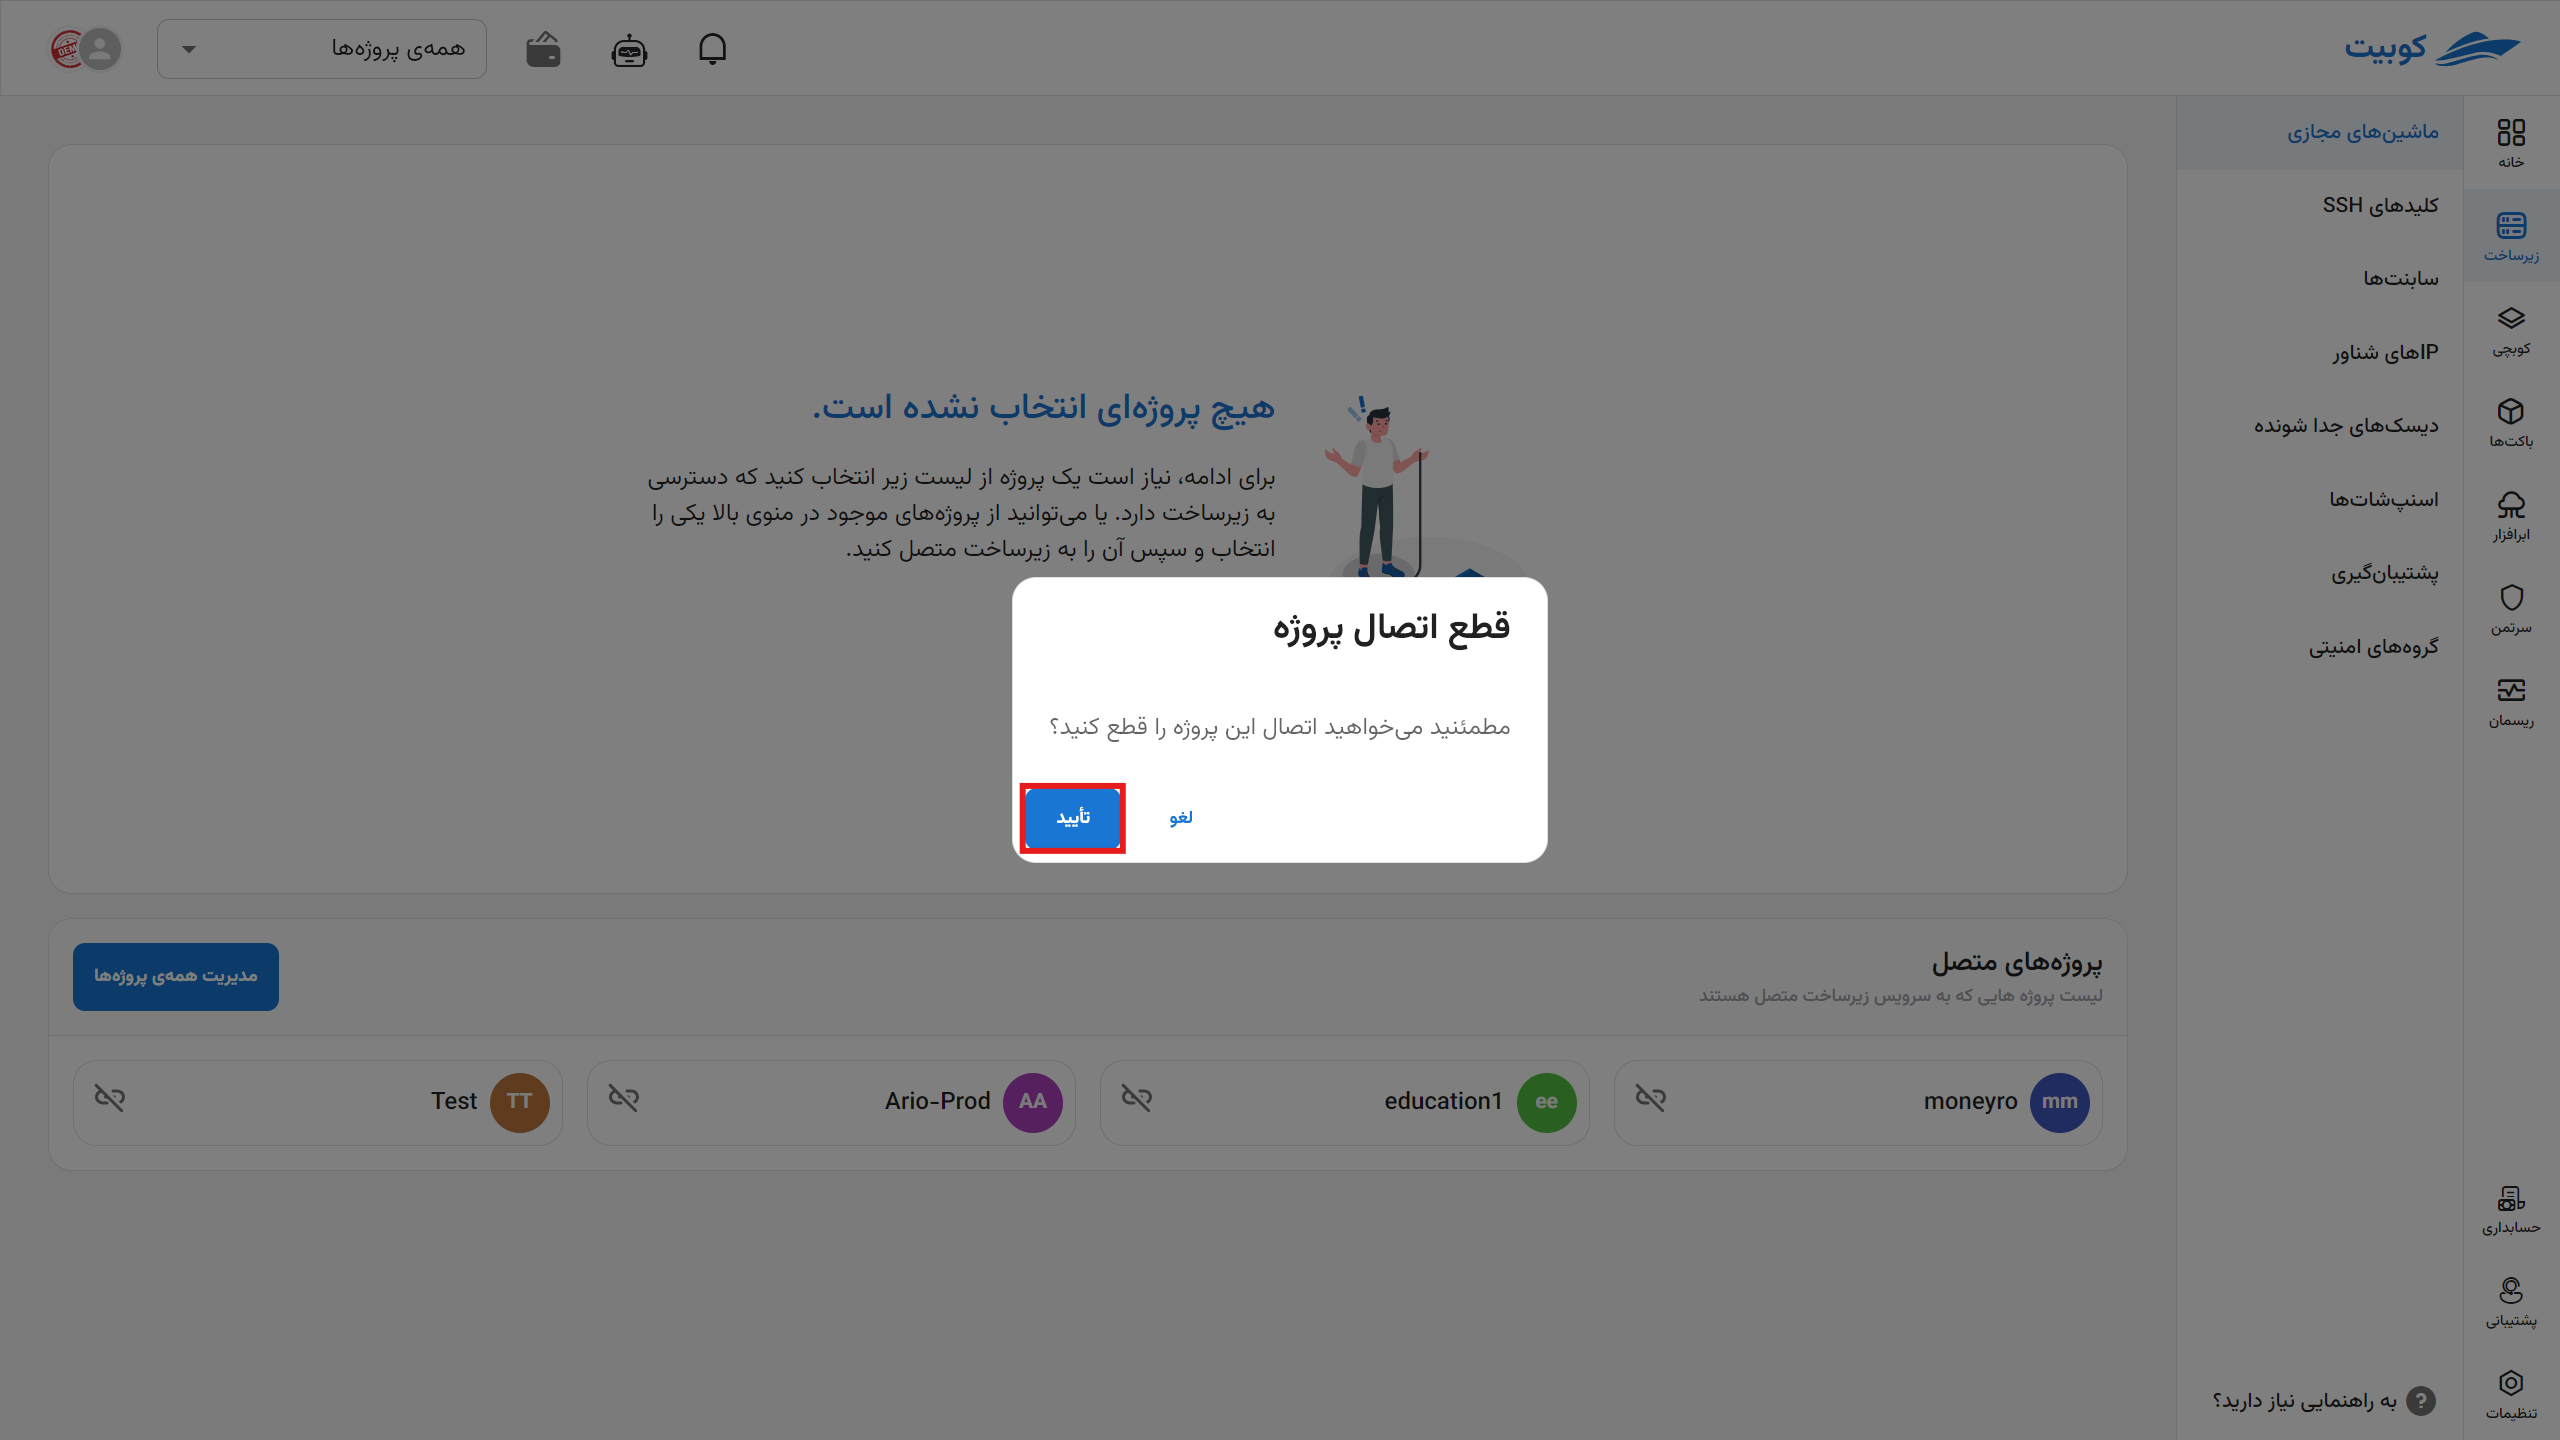 کوبیت
همه‌ی پروژه‌ها
DEM
خانه
زیرساخت
کوبچی
باکت‌ها
ابرافزار
سرتمن
ریسمان
حسابداری
پشتیبانی
تنظیمات
ماشین‌های مجازی
کلیدهای SSH
سابنت‌ها
IPهای شناور
دیسک‌های جدا شونده
اسنپ‌شات‌ها
پشتیبان‌گیری
گروه‌های امنیتی
به راهنمایی نیاز دارید؟
هیچ پروژه‌ای انتخاب نشده است.
برای ادامه، نیاز است یک پروژه از لیست زیر انتخاب کنید که دسترسی
به زیرساخت دارد. یا می‌توانید از پروژه‌های موجود در منوی بالا یکی را
انتخاب و سپس آن را به زیرساخت متصل کنید.
قطع اتصال پروژه
مطمئنید می‌خواهید اتصال این پروژه را قطع کنید؟
لغو
تأیید
پروژه‌های متصل
لیست پروژه هایی که به سرویس زیرساخت متصل هستند
مدیریت همه‌ی پروژه‌ها
mm moneyro
ee education1
AA Ario-Prod
TT Test